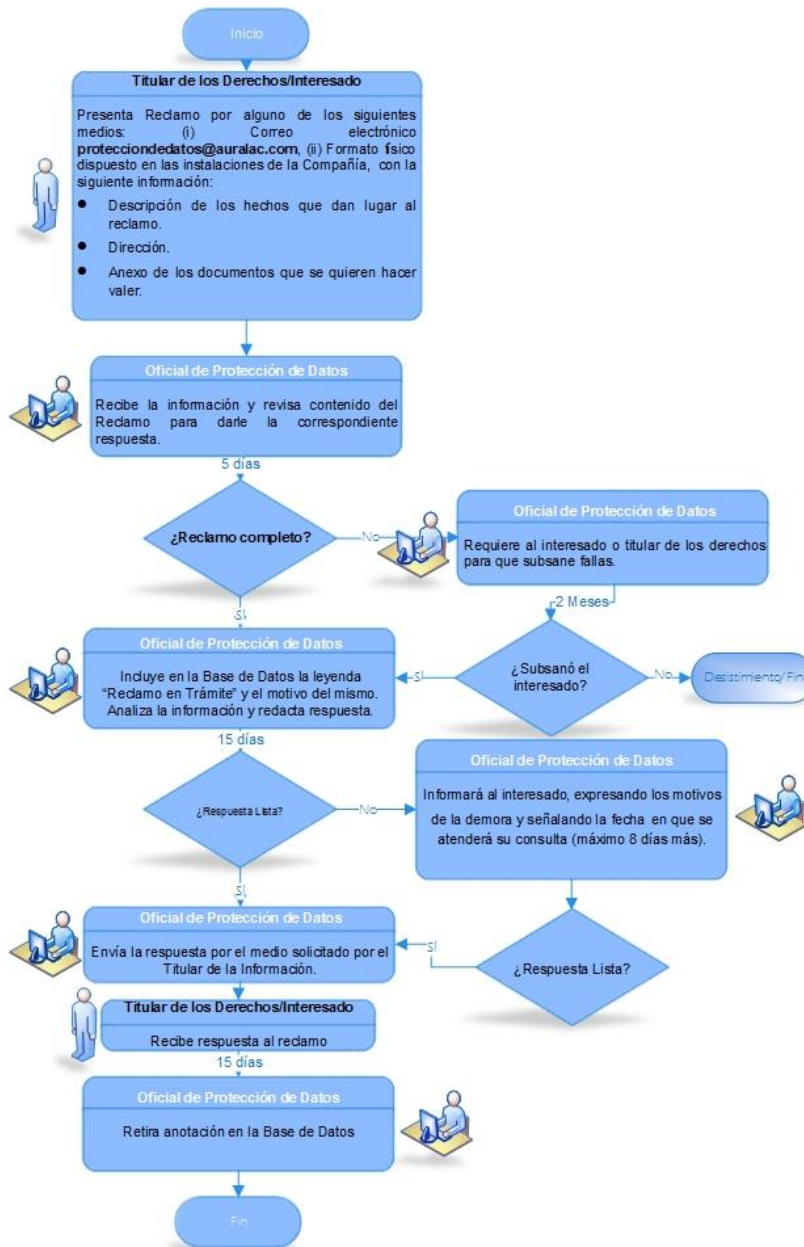 Inicio
Titular de los Derechos/Interesado
Presenta Reclamo por alguno de los siguientes
medios: (i) Correo electrónico
protecciondedatos@auralac.com, (ii) Formato físico
dispuesto en las instalaciones de la Compañía, con la
siguiente información:
● Descripción de los hechos que dan lugar al
reclamo.
● Dirección.
● Anexo de los documentos que se quieren hacer
valer.
Oficial de Protección de Datos
Recibe la información y revisa contenido del
Reclamo para darle la correspondiente
respuesta.
5 días
¿Reclamo completo?
No
Oficial de Protección de Datos
Requiere al interesado o titular de los derechos
para que subsane fallas.
2 Meses
Sí
Oficial de Protección de Datos
Incluye en la Base de Datos la leyenda
“Reclamo en Trámite” y el motivo del mismo.
Analiza la información y redacta respuesta.
Sí
¿Subsanó el
interesado?
No
Desistimiento/Fin
15 días
¿Respuesta Lista?
No
Oficial de Protección de Datos
Informará al interesado, expresando los motivos
de la demora y señalando la fecha en que se
atenderá su consulta (máximo 8 días más).
Sí
Oficial de Protección de Datos
Envía la respuesta por el medio solicitado por el
Titular de la Información.
Sí
¿Respuesta Lista?
Titular de los Derechos/Interesado
Recibe respuesta al reclamo
15 días
Oficial de Protección de Datos
Retira anotación en la Base de Datos
Fin